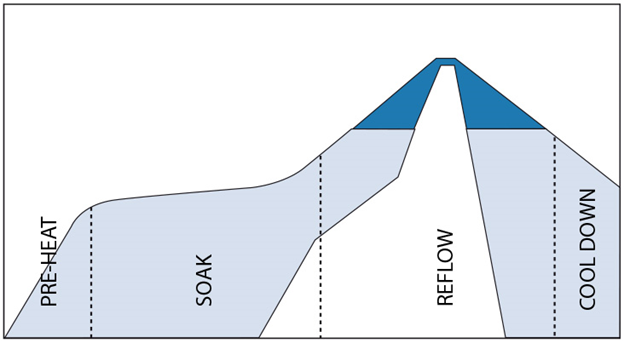 PRE-HEAT
SOAK
REFLOW
COOL DOWN